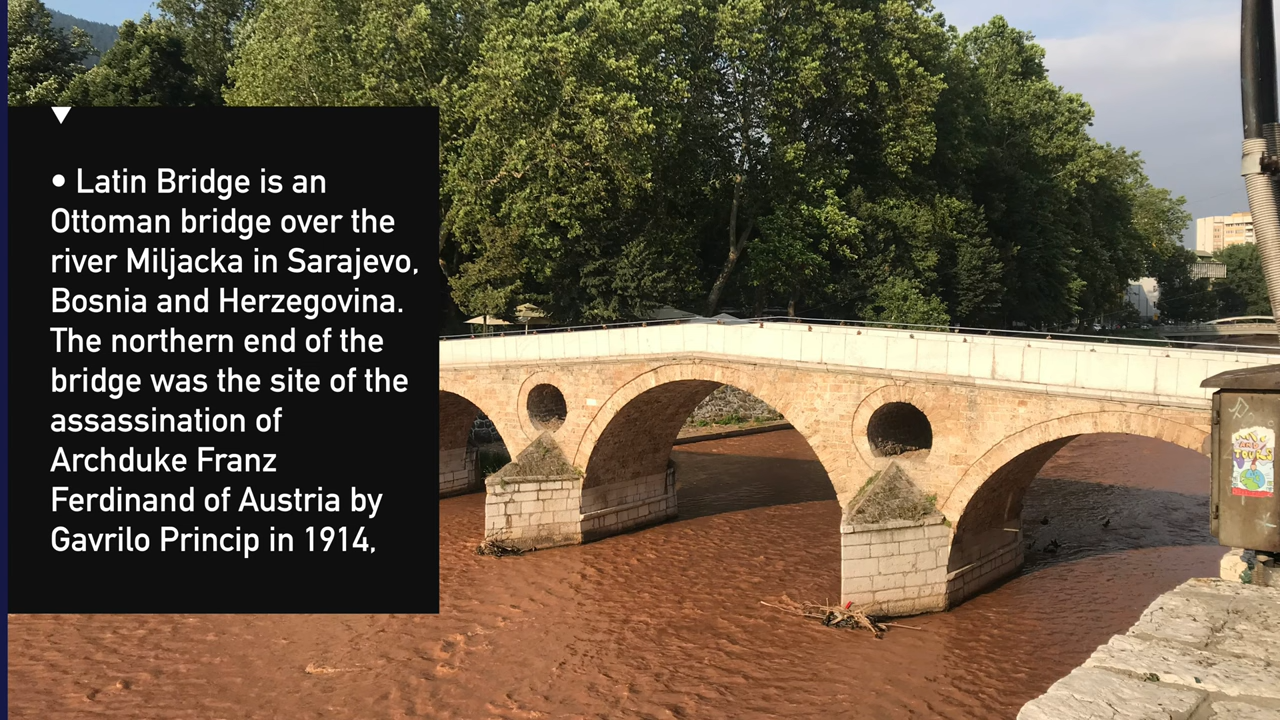 • Latin Bridge is an
Ottoman bridge over the
river Miljacka in Sarajevo,
Bosnia and Herzegovina.
The northern end of the
bridge was the site of the
assassination of
Archduke Franz
Ferdinand of Austria by
Gavrilo Princip in 1914,
TOURS